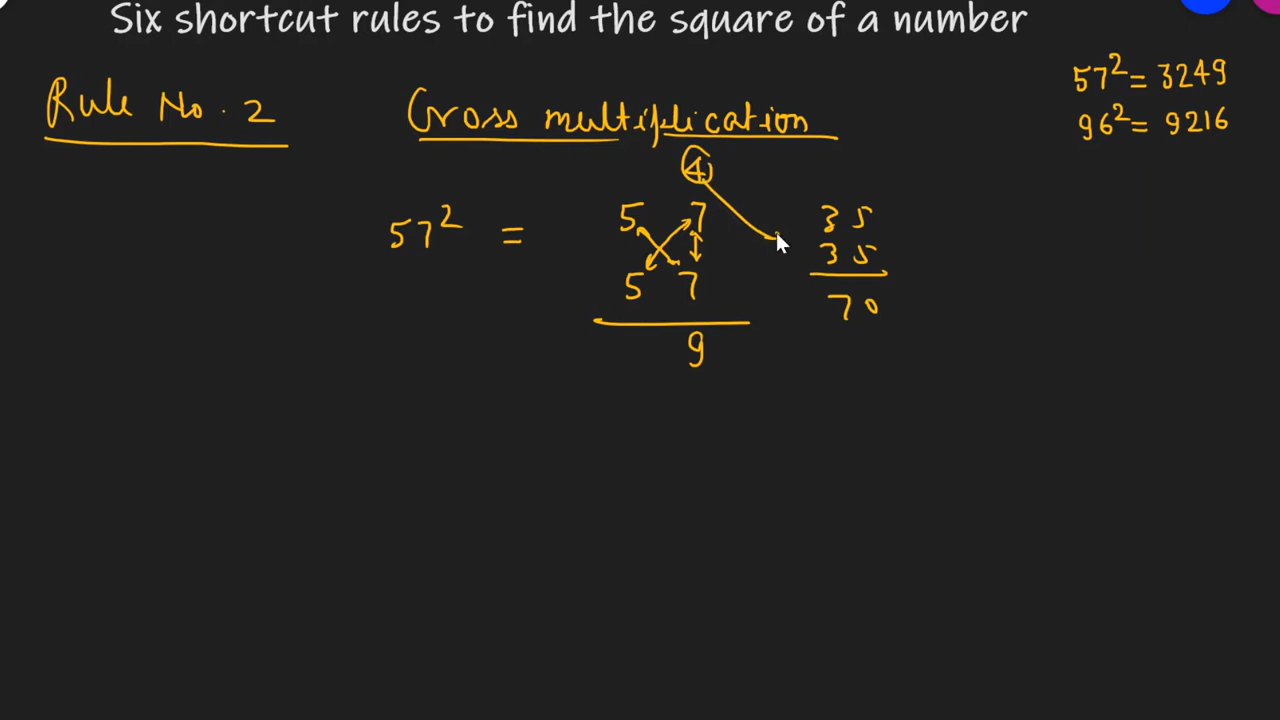 Six shortcut rules to find the square of a number
57² = 3249
96² = 9216
Rule No. 2 Cross multiplication
4
57² = 5 7
5 7
9
35
35
70